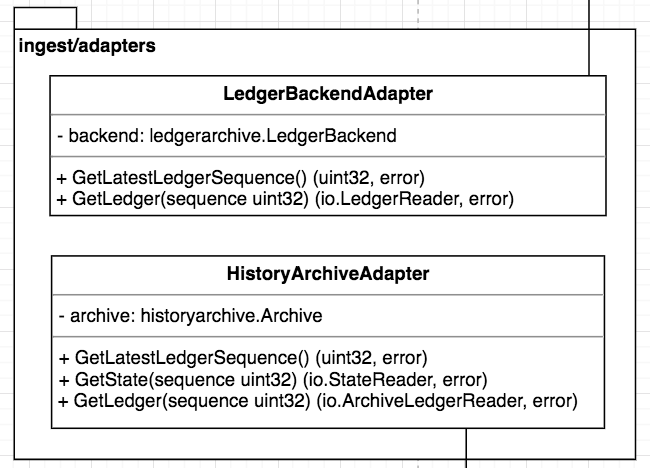 ingest/adapters
LedgerBackendAdapter
- backend: ledgerarchive.LedgerBackend
+ GetLatestLedgerSequence() (uint32, error)
+ GetLedger(sequence uint32) (io.LedgerReader, error)
HistoryArchiveAdapter
- archive: historyarchive.Archive
+ GetLatestLedgerSequence() (uint32, error)
+ GetState(sequence uint32) (io.StateReader, error)
+ GetLedger(sequence uint32) (io.ArchiveLedgerReader, error)